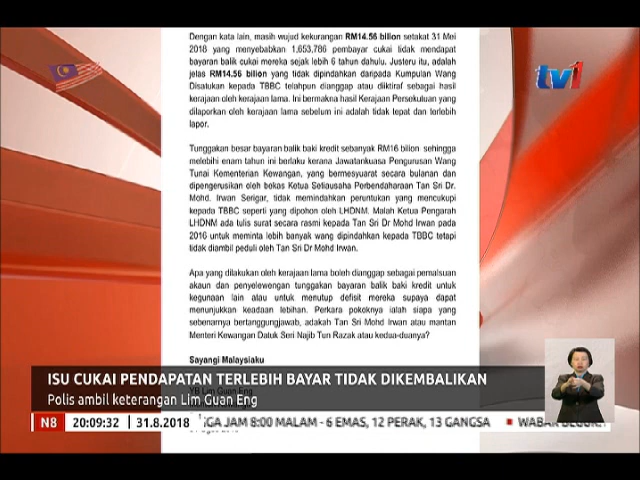 Dengan kata lain, masih wujud kekurangan RM14.56 bilion setakat 31 Mei
2018 yang menyebabkan 1,653,786 pembayar cukai tidak mendapat
bayaran balik cukai mereka sejak lebih 6 tahun dahulu. Justeru itu, adalah
jelas RM14.56 bilion yang tidak dipindahkan daripada Kumpulan Wang
Disatukan kepada TBBC telahpun dianggap atau diiktiraf sebagai hasil
kerajaan oleh kerajaan lama. Ini bermakna hasil Kerajaan Persekutuan yang
dilaporkan oleh kerajaan lama sebelum ini adalah tidak tepat dan terlebih
lapor.
tv1
Tunggakan besar bayaran balik baki kredit sebanyak RM16 bilion sehingga
melebihi enam tahun ini berlaku kerana Jawatankuasa Pengurusan Wang
Tunai Kementerian Kewangan, yang bermesyuarat secara bulanan dan
dipengerusikan oleh bekas Ketua Setiausaha Perbendaharaan Tan Sri Dr.
Mohd. Irwan Serigar, tidak memindahkan peruntukan yang mencukupi
kepada TBBC seperti yang dipohon oleh LHDNM. Malah Ketua Pengarah
LHDNM ada tulis surat secara rasmi kepada Tan Sri Dr Mohd Irwan pada
2016 untuk meminta lebih banyak wang dipindahkan kepada TBBC tetapi
tidak diambil peduli oleh Tan Sri Dr Mohd Irwan.
Apa yang dilakukan oleh kerajaan lama boleh dianggap sebagai pemalsuan
akaun dan penyelewengan tunggakan bayaran balik baki kredit untuk
kegunaan lain atau untuk menutup defisit mereka supaya dapat
menunjukkan keadaan lebihan. Perkara pokoknya ialah siapa yang
sebenarnya bertanggungjawab, adakah Tan Sri Mohd Irwan atau mantan
Menteri Kewangan Datuk Seri Najib Tun Razak atau kedua-duanya?
Sayangi Malaysiaku
ISU CUKAI PENDAPATAN TERLEBIH BAYAR TIDAK DIKEMBALIKAN
YB Lim Guan Eng
Polis ambil keterangan Lim Guan Eng
N8 20:09:32 31.8.2018 GA JAM 8:00 MALAM - 6 EMAS, 12 PERAK, 13 GANGSA